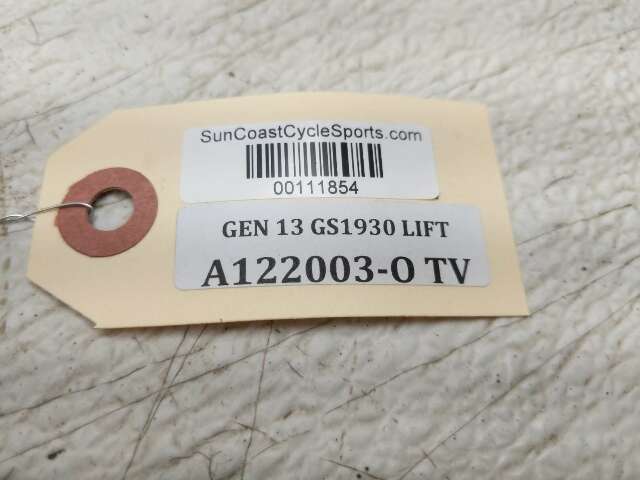 SunCoastCycleSports.com
00111854
GEN 13 GS1930 LIFT
A122003-O TV